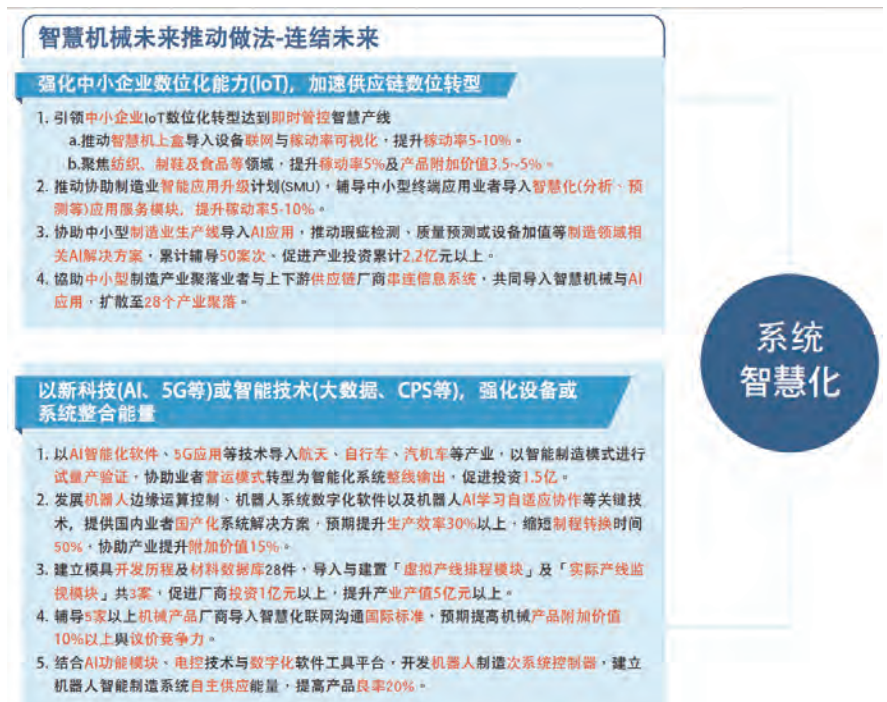 智慧机械未来推动做法-连结未来
强化中小企业数位化能力(IoT)，加速供应链数位转型
1. 引领中小企业IoT数位化转型达到即时管控智慧产线
a.推动智慧机上盒导入设备联网与稼动率可视化，提升稼动率5-10%。
b.聚焦纺织、制鞋及食品等领域，提升稼动率5%及产品附加价值3.5~5%。
2. 推动协助制造业智能应用升级计划(SMU)，辅导中小型终端应用业者导入智慧化(分析、预
测等)应用服务模块，提升稼动率5-10%。
3. 协助中小型制造业生产线导入AI应用，推动瑕疵检测、质量预测或设备加值等制造领域相
关AI解决方案，累计辅导50案次、促进产业投资累计2.2亿元以上。
4. 協助中小型制造产业聚落业者与上下游供应链厂商串连信息系统，共同导入智慧机械与AI
应用，扩散至28个产业聚落。
系统
智慧化
以新科技(AI、5G等)或智能技术(大数据、CPS等)，强化设备或
系统整合能量
1. 以AI智能化软件、5G应用等技术导入航天、自行车、汽机车等产业，以智能制造模式进行
试量产验证，协助业者营运模式转型为智能化系统整线输出，促进投资1.5亿。
2. 发展机器人边缘运算控制、机器人系统数字化软件以及机器人AI学习自适应协作等关键技
术，提供国内业者国产化系统解决方案，预期提升生产效率30%以上，缩短制程转换时间
50%，协助产业提升附加价值15%。
3. 建立模具开发历程及材料数据库28件，导入与建置「虚拟产线排程模块」及「实际产线监
视模块」共3案，促进厂商投资1亿元以上，提升产业产值5亿元以上。
4. 辅导5家以上机械产品厂商导入智慧化联网沟通国际标准，预期提高机械产品附加价值
10%以上與议价竞争力。
5. 结合AI功能模块、电控技术与数字化软件工具平台，开发机器人制造次系统控制器，建立
机器人智能制造系统自主供应能量，提高产品良率20%。